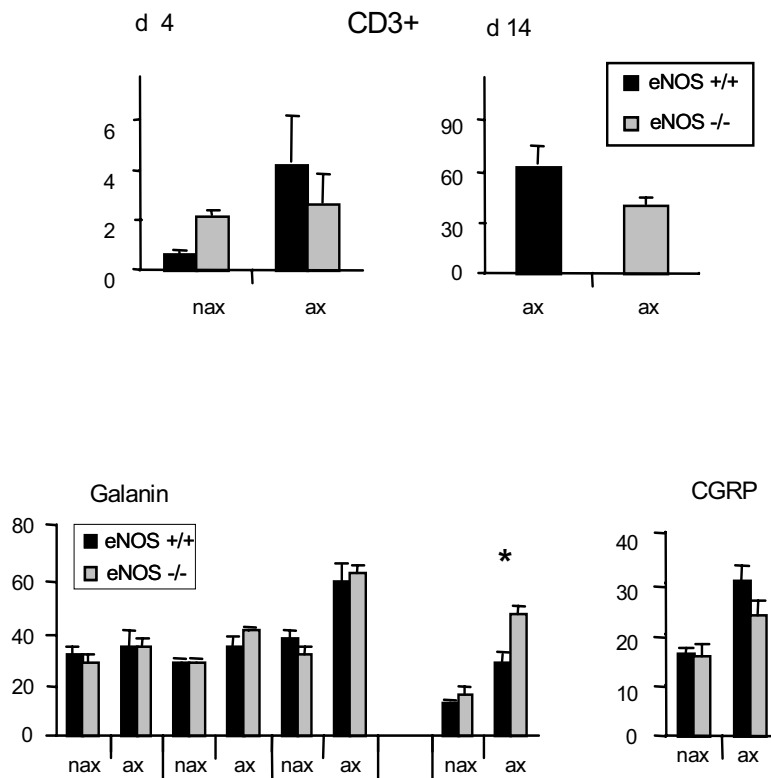 d 4 CD3+ d 14
eNOS +/+
eNOS -/-
6
4
2
0
nax ax
90
60
30
0
ax ax
Galanin
eNOS +/+
eNOS -/-
80
60
40
20
0
nax ax nax ax nax ax nax ax
*
CGRP
40
30
20
10
0
nax ax